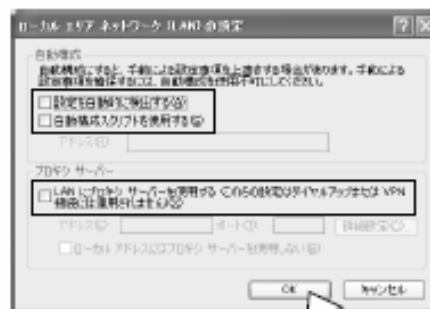 ローカル エリア ネットワーク (LAN) の設定
自動構成
自動構成にすると、手動による設定事項を上書きする場合があります。手動による
設定事項を確保するには、自動構成を使用不可にしてください。
設定を自動的に検出する(A)
自動構成スクリプトを使用する(S)
アドレス(R):
プロキシ サーバー
LAN にプロキシ サーバーを使用する (これらの設定はダイヤルアップまたは VPN
接続には適用されません)(X)
アドレス(E): ポート(T): 詳細設定(C)...
ローカル アドレスにはプロキシ サーバーを使用しない(B)
OK キャンセル